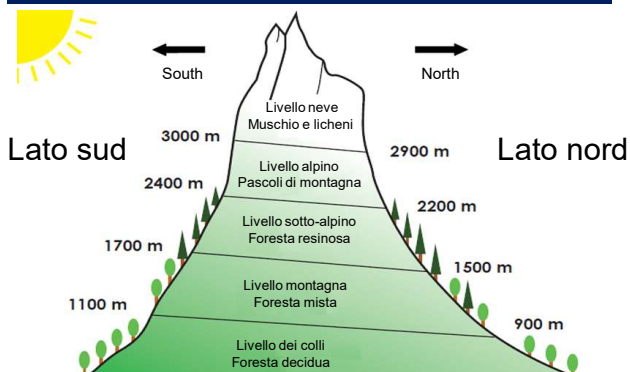 South
North
Livello neve
Muschio e licheni
3000 m
2900 m
Lato sud
Lato nord
Livello alpino
Pascoli di montagna
2400 m
2200 m
Livello sotto-alpino
Foresta resinosa
1700 m
1500 m
Livello montagna
Foresta mista
1100 m
900 m
Livello dei colli
Foresta decidua